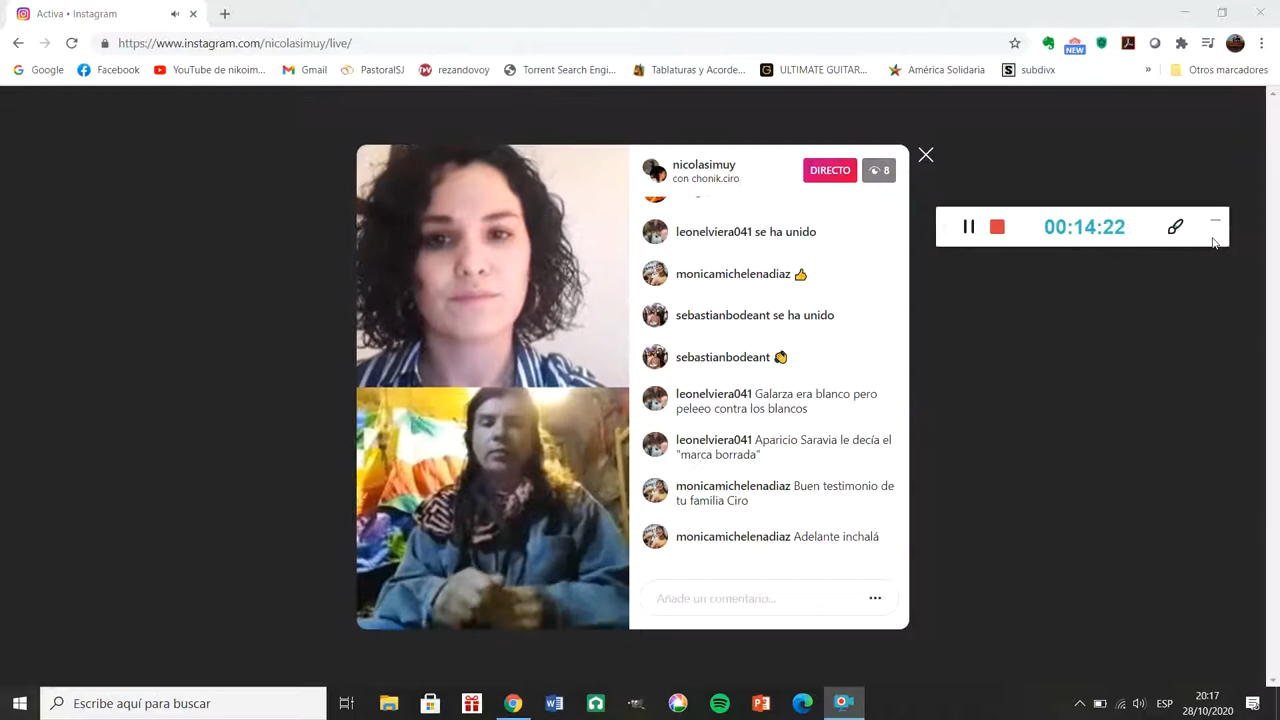 Activa • Instagram
https://www.instagram.com/nicolasimuy/live/
NEW
Google
Facebook
YouTube de nikoim...
Gmail
PastoralSJ
rezandovoy
Torrent Search Engi...
Tablaturas y Acorde...
ULTIMATE GUITAR...
América Solidaria
subdivx
»
Otros marcadores
nicolasimuy
con chonik.ciro
DIRECTO
8
00:14:22
leonelviera041 se ha unido
monicamichelenadiaz 👍
sebastianbodeant se ha unido
sebastianbodeant 👏
leonelviera041 Galarza era blanco pero
peleeo contra los blancos
leonelviera041 Aparicio Saravia le decía el
"marca borrada"
monicamichelenadiaz Buen testimonio de
tu familia Ciro
monicamichelenadiaz Adelante inchalá
Añade un comentario...
Escribe aquí para buscar
ESP
20:17
28/10/2020